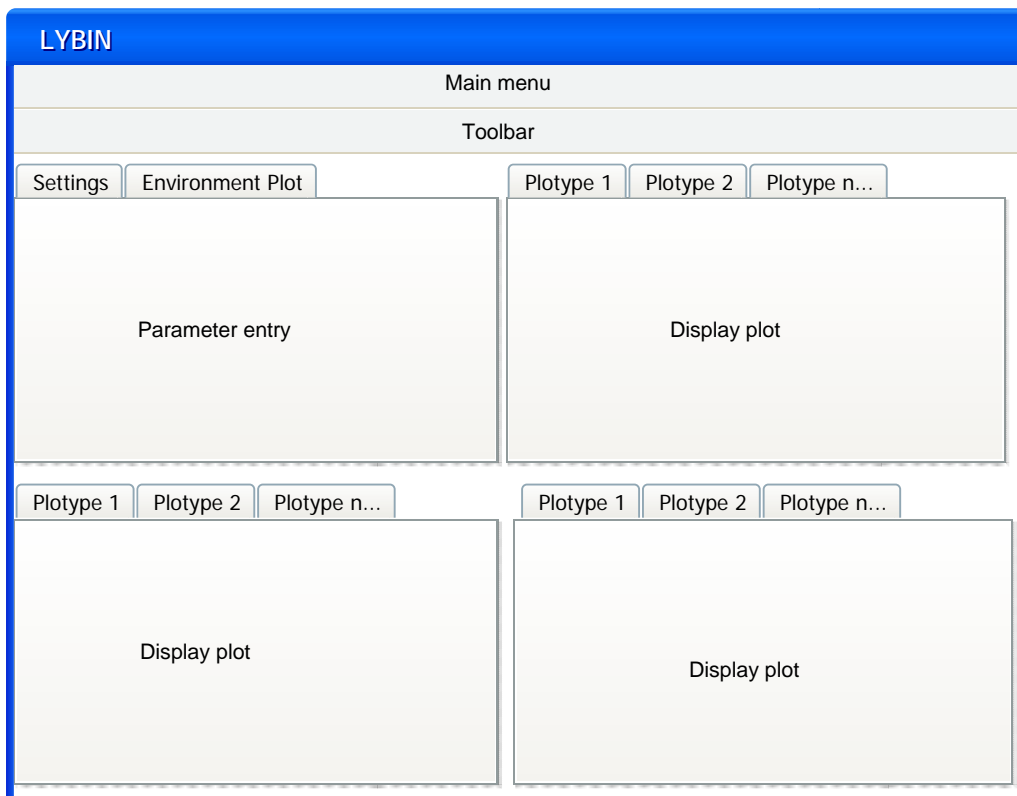 LYBIN
Main menu
Toolbar
Settings Environment Plot
Plotype 1 Plotype 2 Plotype n...
Parameter entry
Display plot
Plotype 1 Plotype 2 Plotype n...
Plotype 1 Plotype 2 Plotype n...
Display plot
Display plot